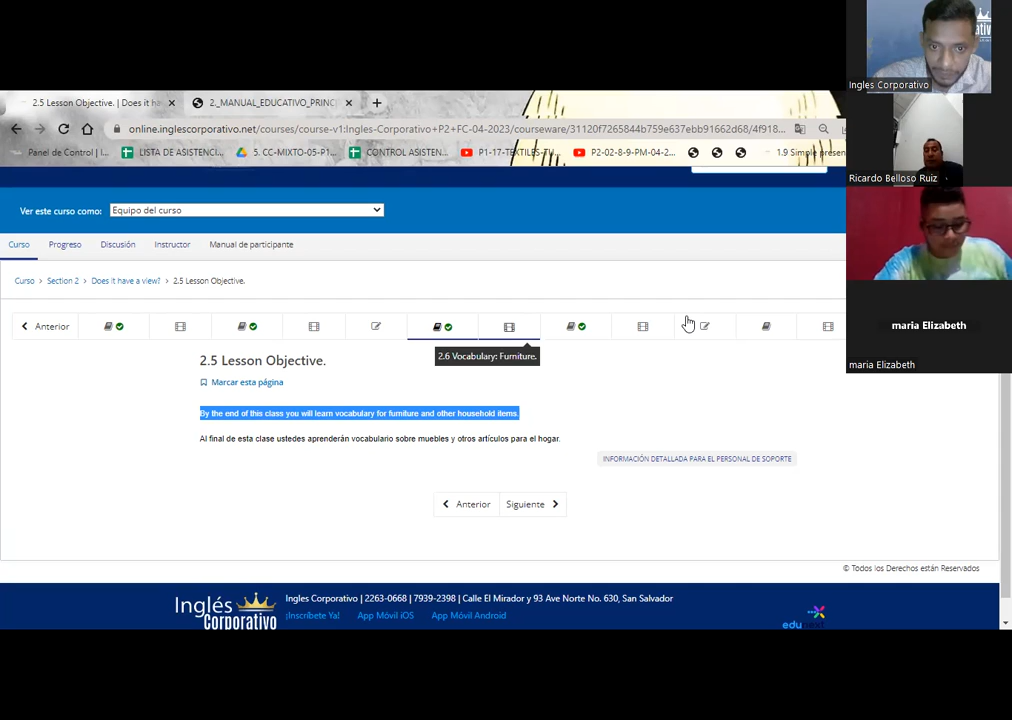 2.5 Lesson Objective. | Does it ha
2._MANUAL_EDUCATIVO_PRINC
online.inglescorporativo.net/courses/course-v1:Ingles-Corporativo+P2+FC-04-2023/courseware/31120f7265844b759e637ebb91662d68/4f918...
Panel de Control | I...
LISTA DE ASISTENCI...
5. CC-MIXTO-05-P1...
CONTROL ASISTEN...
P1-17-TEXTILES-TU...
P2-02-8-9-PM-04-2...
1.9 Simple presen
Ver este curso como:
Equipo del curso
Curso
Progreso
Discusión
Instructor
Manual de participante
Curso > Section 2 > Does it have a view? > 2.5 Lesson Objective.
Anterior
2.6 Vocabulary: Furniture.
2.5 Lesson Objective.
Marcar esta página
By the end of this class you will learn vocabulary for furniture and other household items.
Al final de esta clase ustedes aprenderán vocabulario sobre muebles y otros artículos para el hogar.
INFORMACIÓN DETALLADA PARA EL PERSONAL DE SOPORTE
Anterior
Siguiente
© Todos los Derechos están Reservados
Inglés
Corporativo
Ingles Corporativo | 2263-0668 | 7939-2398 | Calle El Mirador y 93 Ave Norte No. 630, San Salvador
¡Inscríbete Ya!
App Móvil iOS
App Móvil Android
Ingles Corporativo
Ricardo Belloso Ruiz
maria Elizabeth
maria Elizabeth